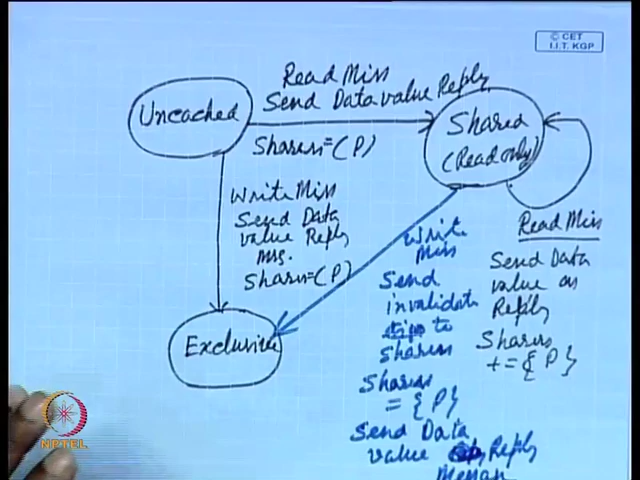 © CET
I.I.T. KGP
Read Miss
Send Data value Reply
Sharers=(P)
Uncached
Shared
(Read only)
Write Miss
Send Data
value Reply
msg.
Sharers=(P)
Exclusive
Read Miss
Send Data
value as
Reply
Sharers
+={P}
Write
Miss
Send
invalidate
to
Sharers
Sharers
={P}
Send Data
value Reply
NPTEL